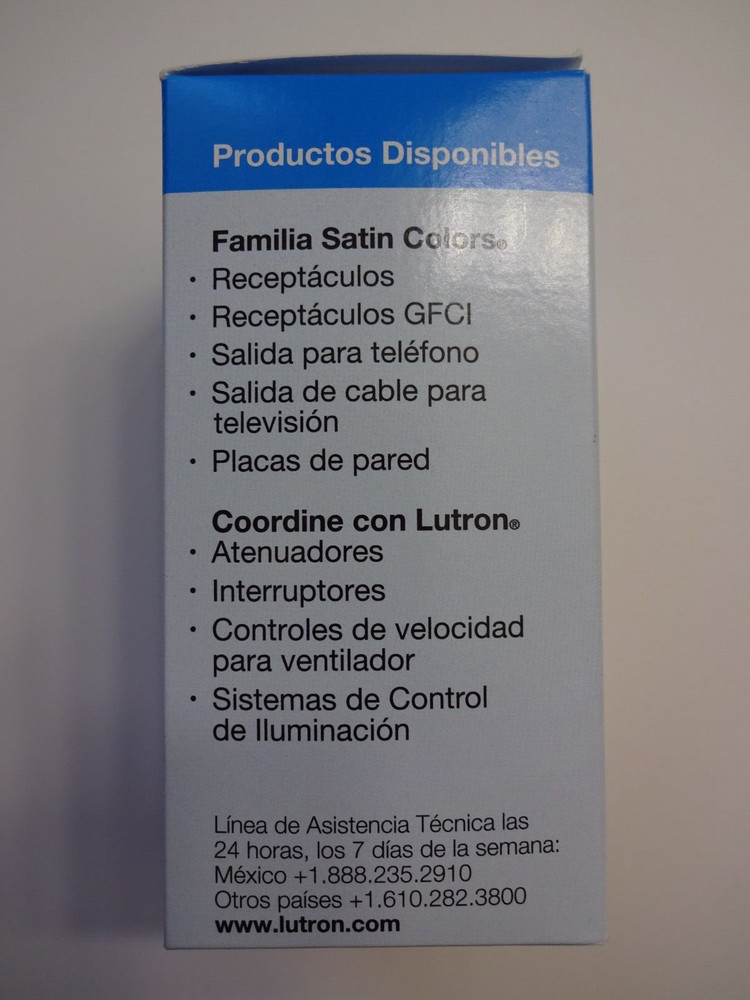 Productos Disponibles
Familia Satin Colors®
· Receptáculos
· Receptáculos GFCI
· Salida para teléfono
· Salida de cable para
televisión
· Placas de pared
Coordine con Lutron®
· Atenuadores
· Interruptores
· Controles de velocidad
para ventilador
· Sistemas de Control
de Iluminación
Línea de Asistencia Técnica las
24 horas, los 7 días de la semana:
México +1.888.235.2910
Otros países +1.610.282.3800
www.lutron.com